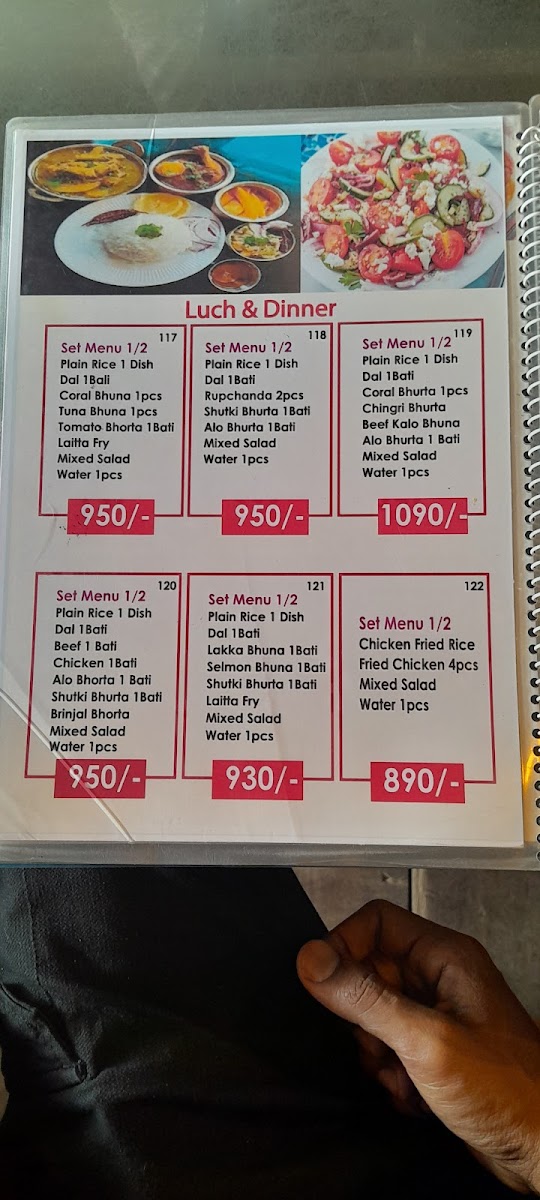 Luch & Dinner
117
Set Menu 1/2
Plain Rice 1 Dish
Dal 1Bali
Coral Bhuna 1pcs
Tuna Bhuna 1pcs
Tomato Bhorta 1Bati
Laitta Fry
Mixed Salad
Water 1pcs
950/-
118
Set Menu 1/2
Plain Rice 1 Dish
Dal 1Bati
Rupchanda 2pcs
Shutki Bhurta 1Bati
Alo Bhurta 1Bati
Mixed Salad
Water 1pcs
950/-
119
Set Menu 1/2
Plain Rice 1 Dish
Dal 1Bati
Coral Bhurta 1pcs
Chingri Bhurta
Beef Kalo Bhuna
Alo Bhurta 1 Bati
Mixed Salad
Water 1pcs
1090/-
120
Set Menu 1/2
Plain Rice 1 Dish
Dal 1Bati
Beef 1 Bati
Chicken 1Bati
Alo Bhorta 1 Bati
Shutki Bhurta 1Bati
Brinjal Bhorta
Mixed Salad
Water 1pcs
950/-
121
Set Menu 1/2
Plain Rice 1 Dish
Dal 1Bati
Lakka Bhuna 1Bati
Selmon Bhuna 1Bati
Shutki Bhurta 1Bati
Laitta Fry
Mixed Salad
Water 1pcs
930/-
122
Set Menu 1/2
Chicken Fried Rice
Fried Chicken 4pcs
Mixed Salad
Water 1pcs
890/-